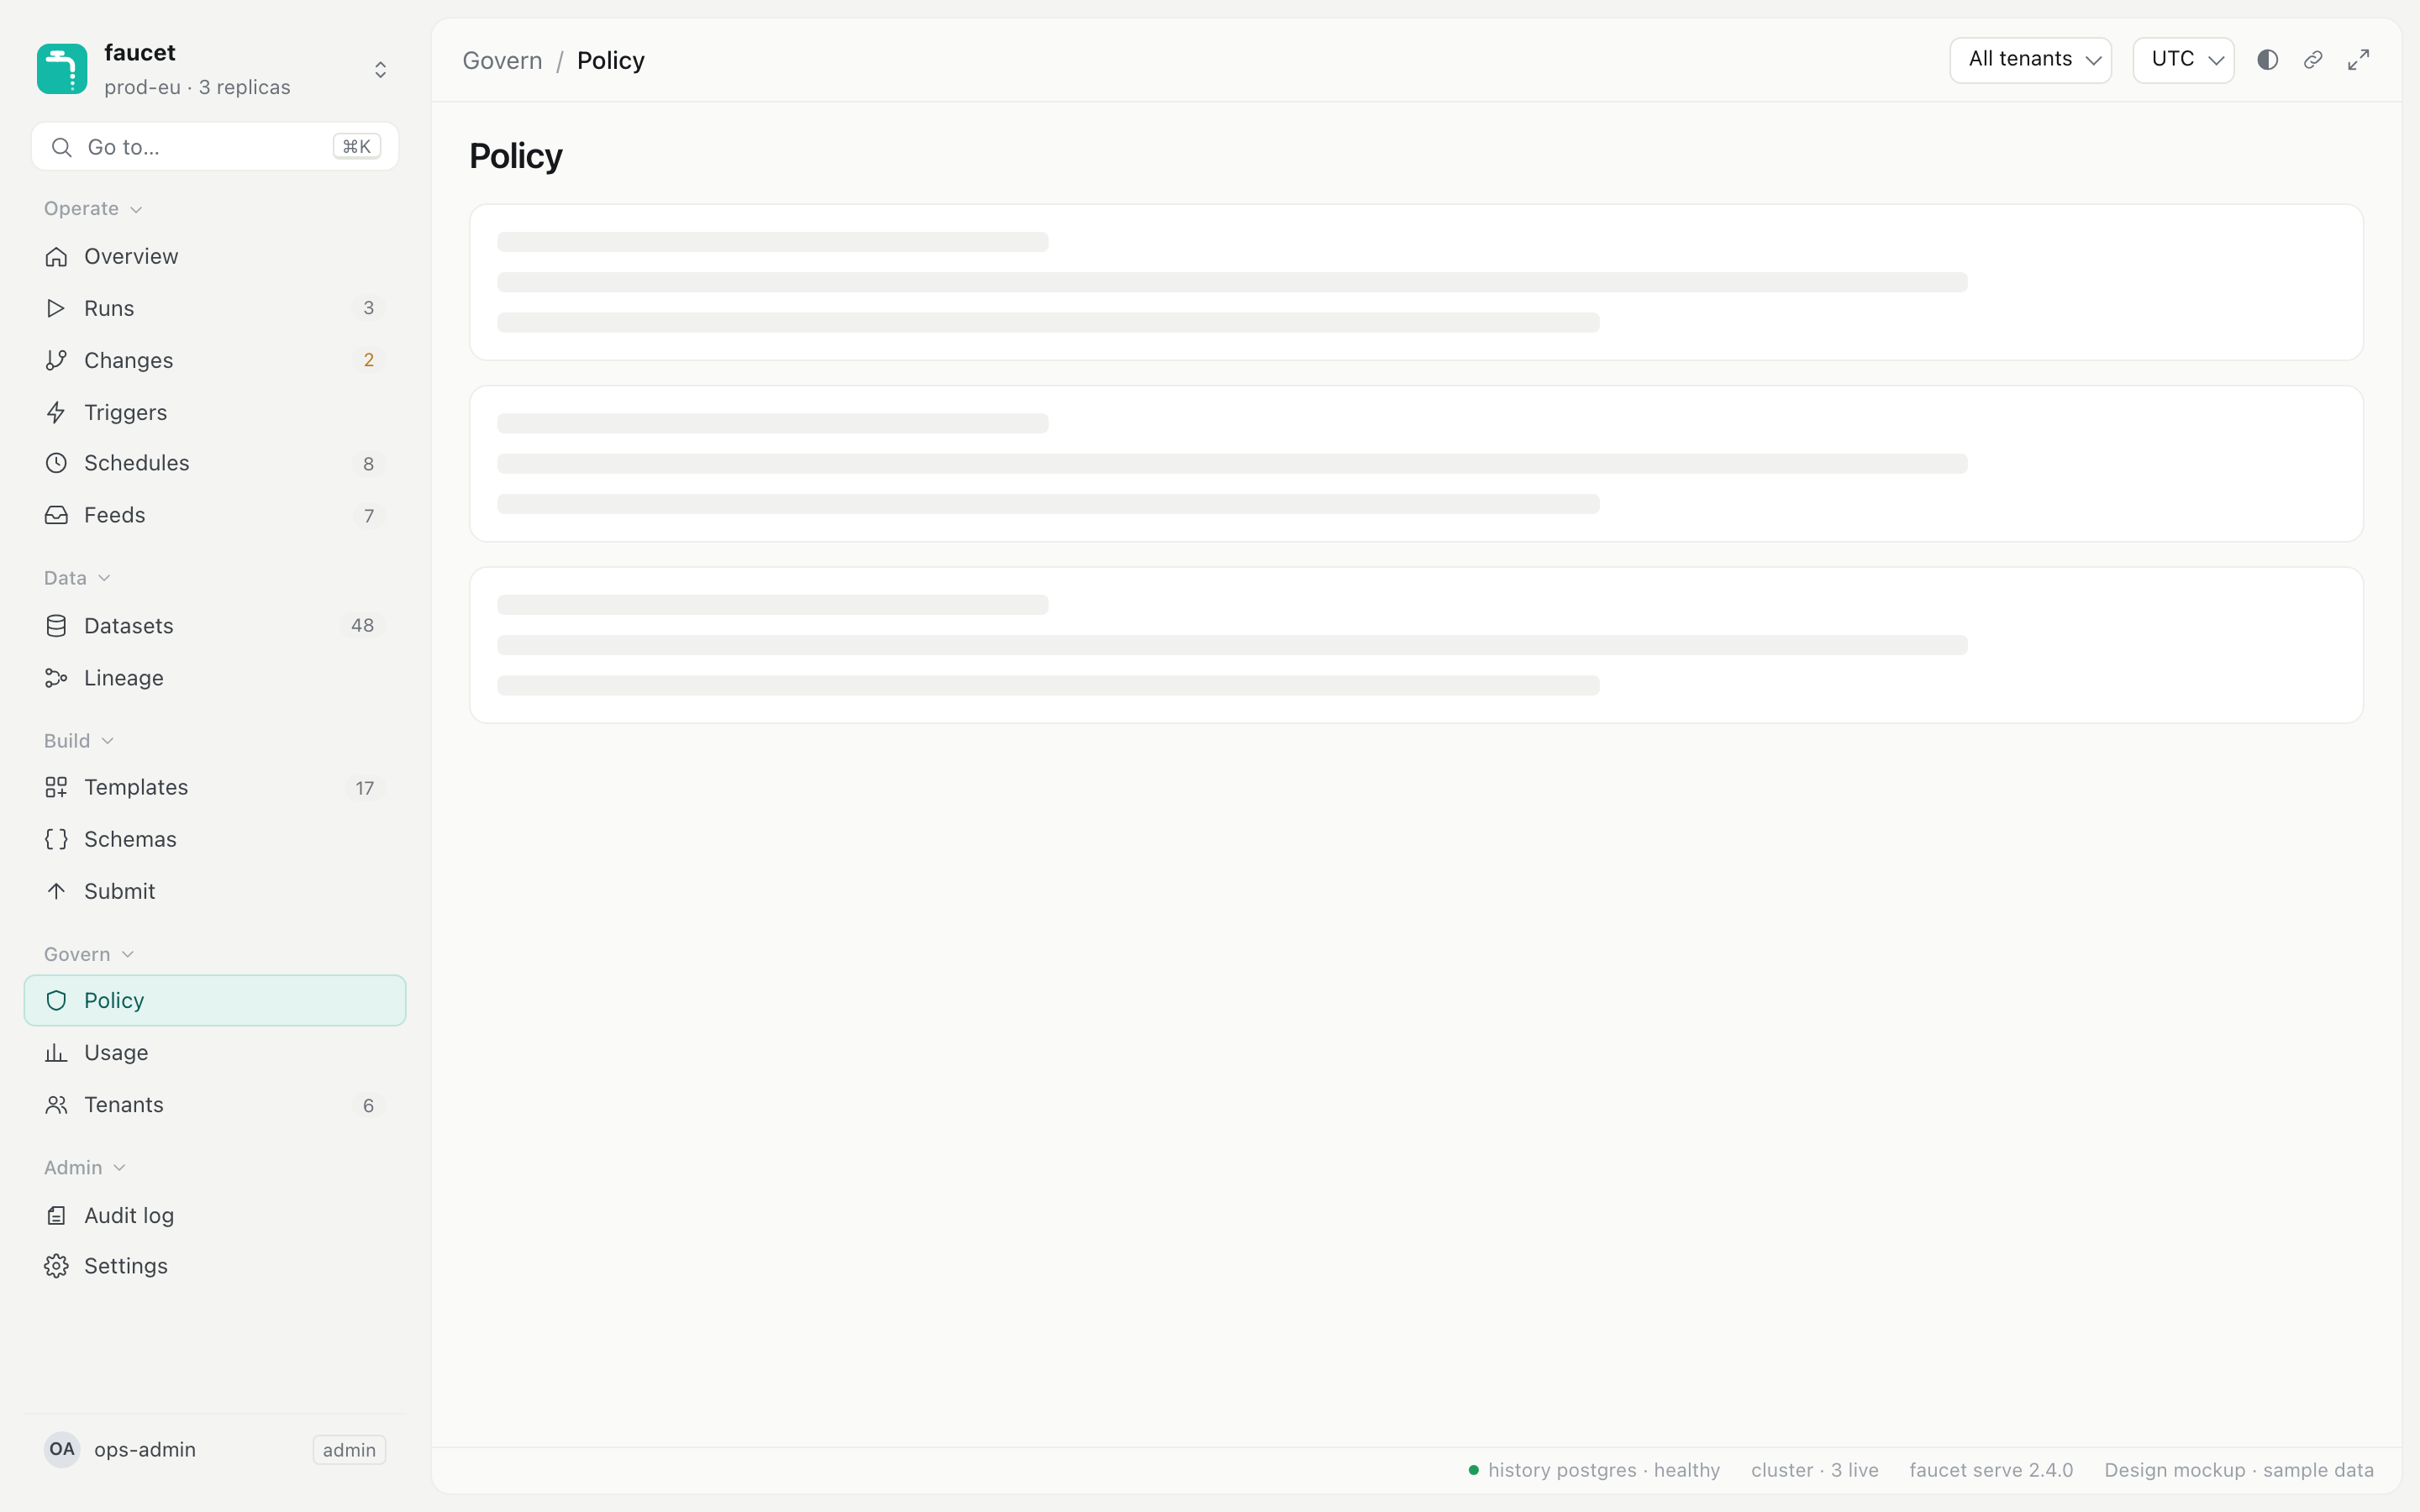 faucet
prod-eu · 3 replicas
Go to...
⌘K
Operate
Overview
Runs 3
Changes 2
Triggers
Schedules 8
Feeds 7
Data
Datasets 48
Lineage
Build
Templates 17
Schemas
Submit
Govern
Policy
Usage
Tenants 6
Admin
Audit log
Settings
OA ops-admin admin
Govern / Policy
All tenants
UTC
Policy
history postgres · healthy
cluster · 3 live
faucet serve 2.4.0
Design mockup · sample data